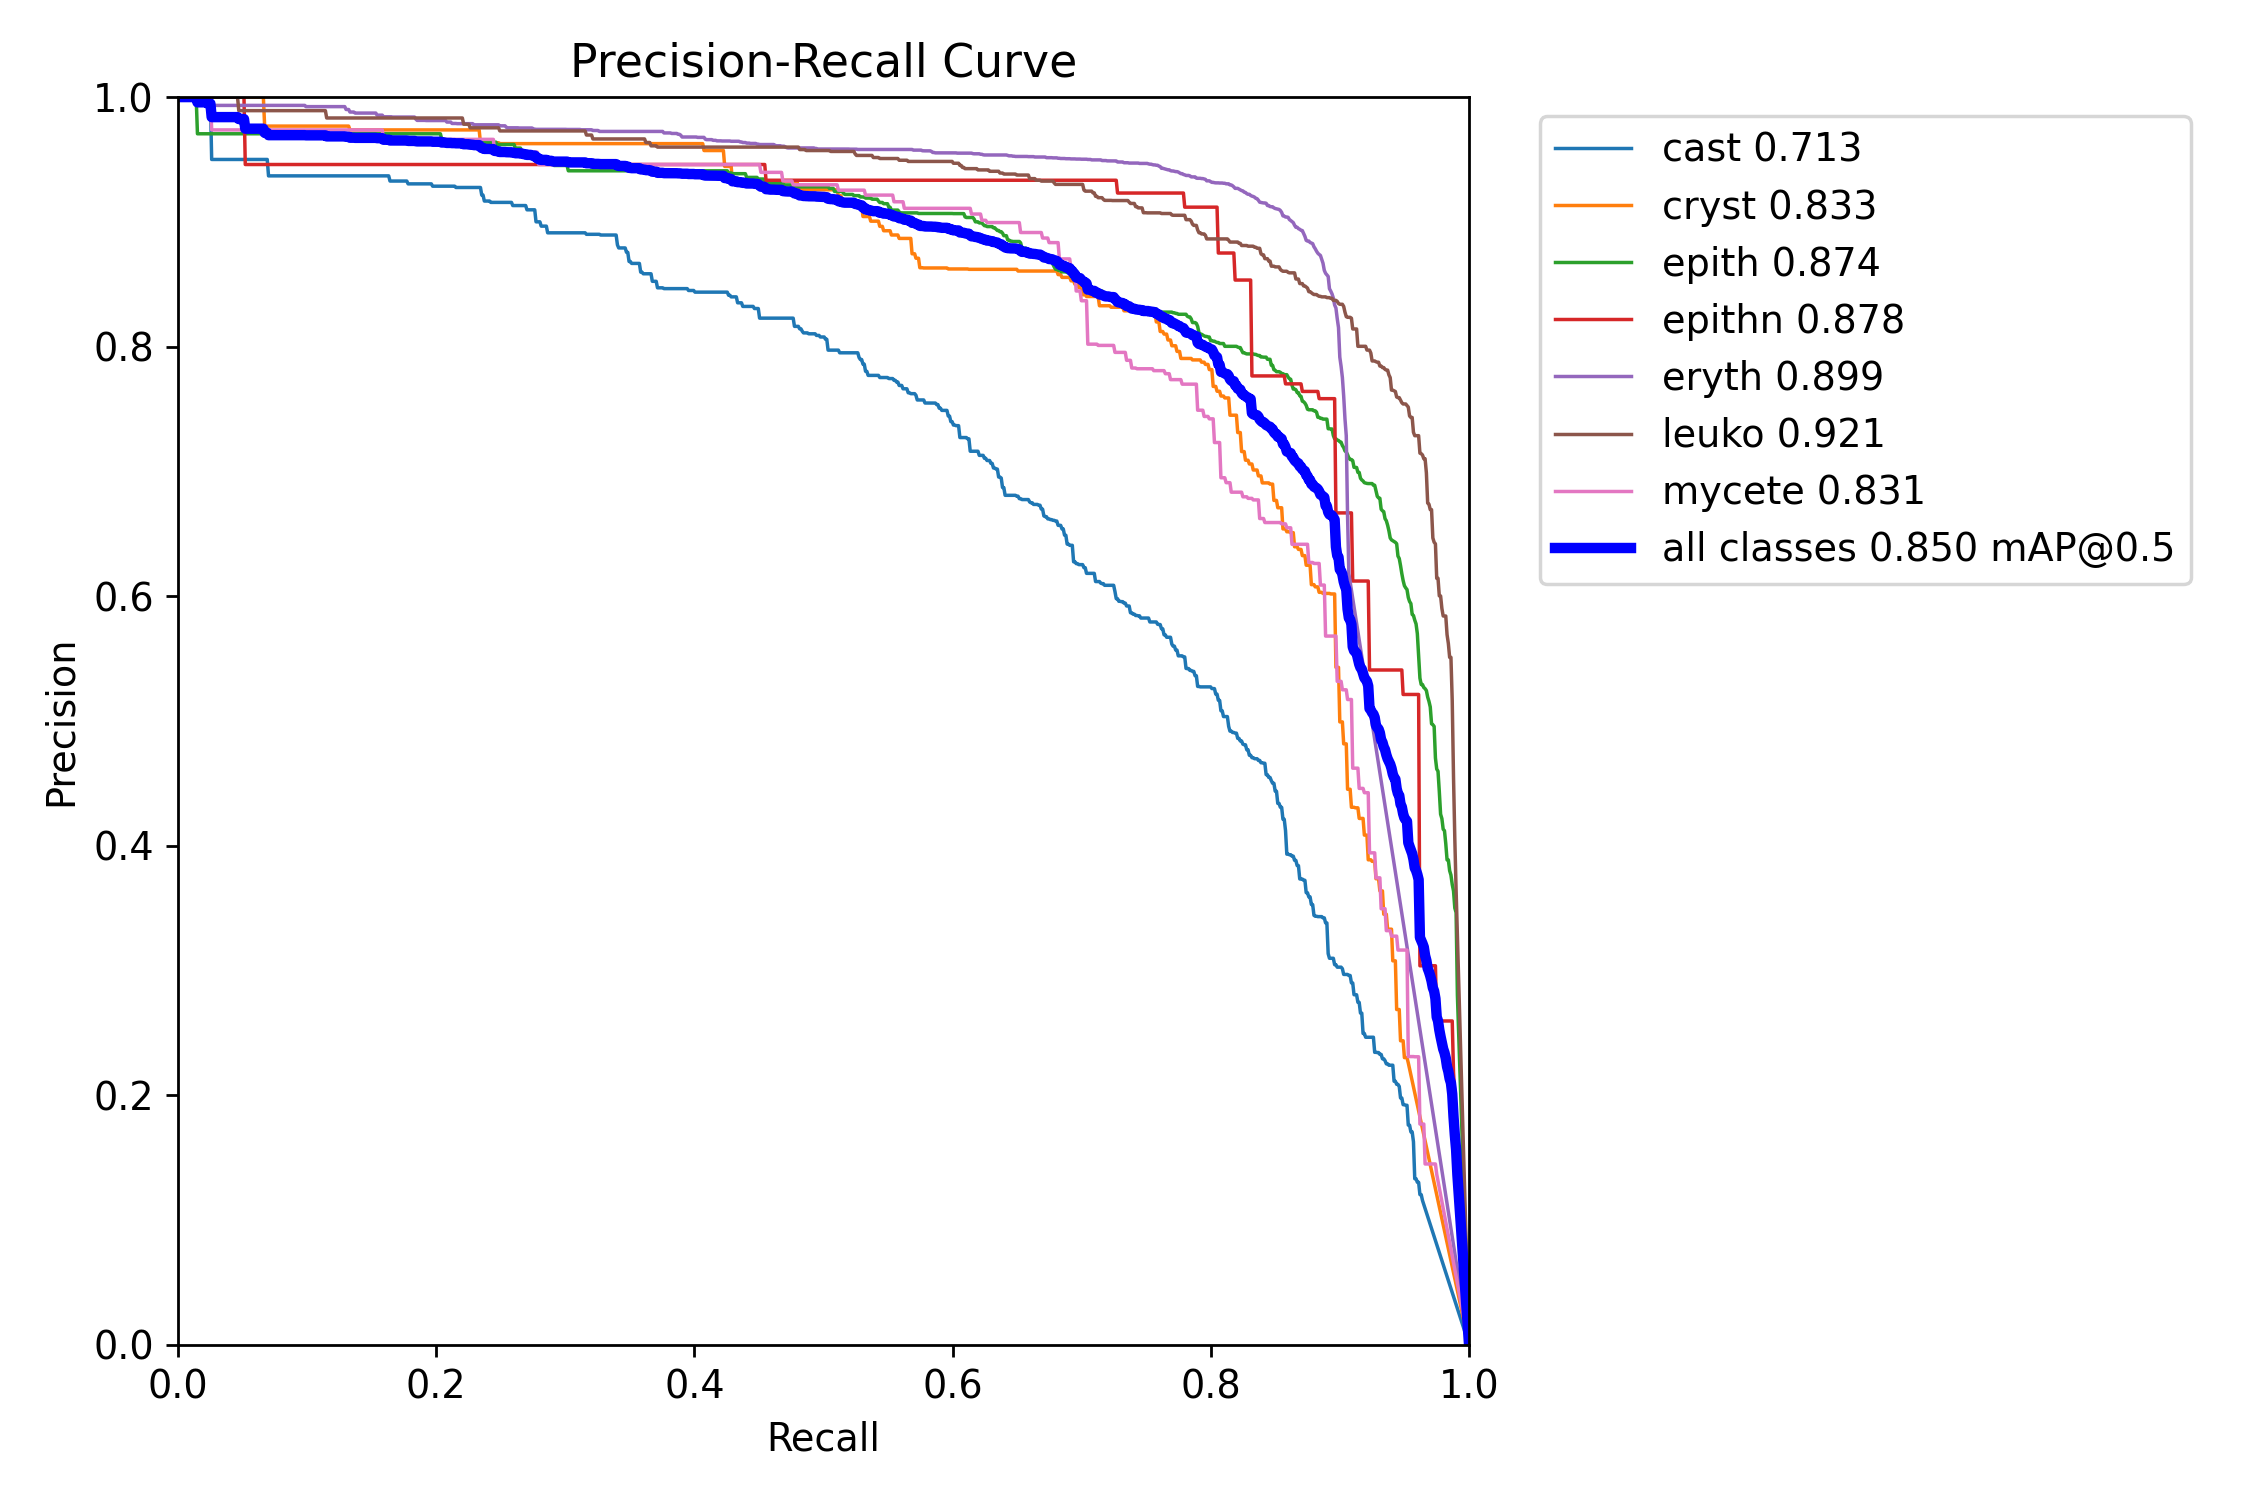 Precision-Recall Curve
1.0
0.8
0.6
0.4
0.2
0.0
Precision
0.0 0.2 0.4 0.6 0.8 1.0
Recall
cast 0.713
cryst 0.833
epith 0.874
epithn 0.878
eryth 0.899
leuko 0.921
mycete 0.831
all classes 0.850 mAP@0.5